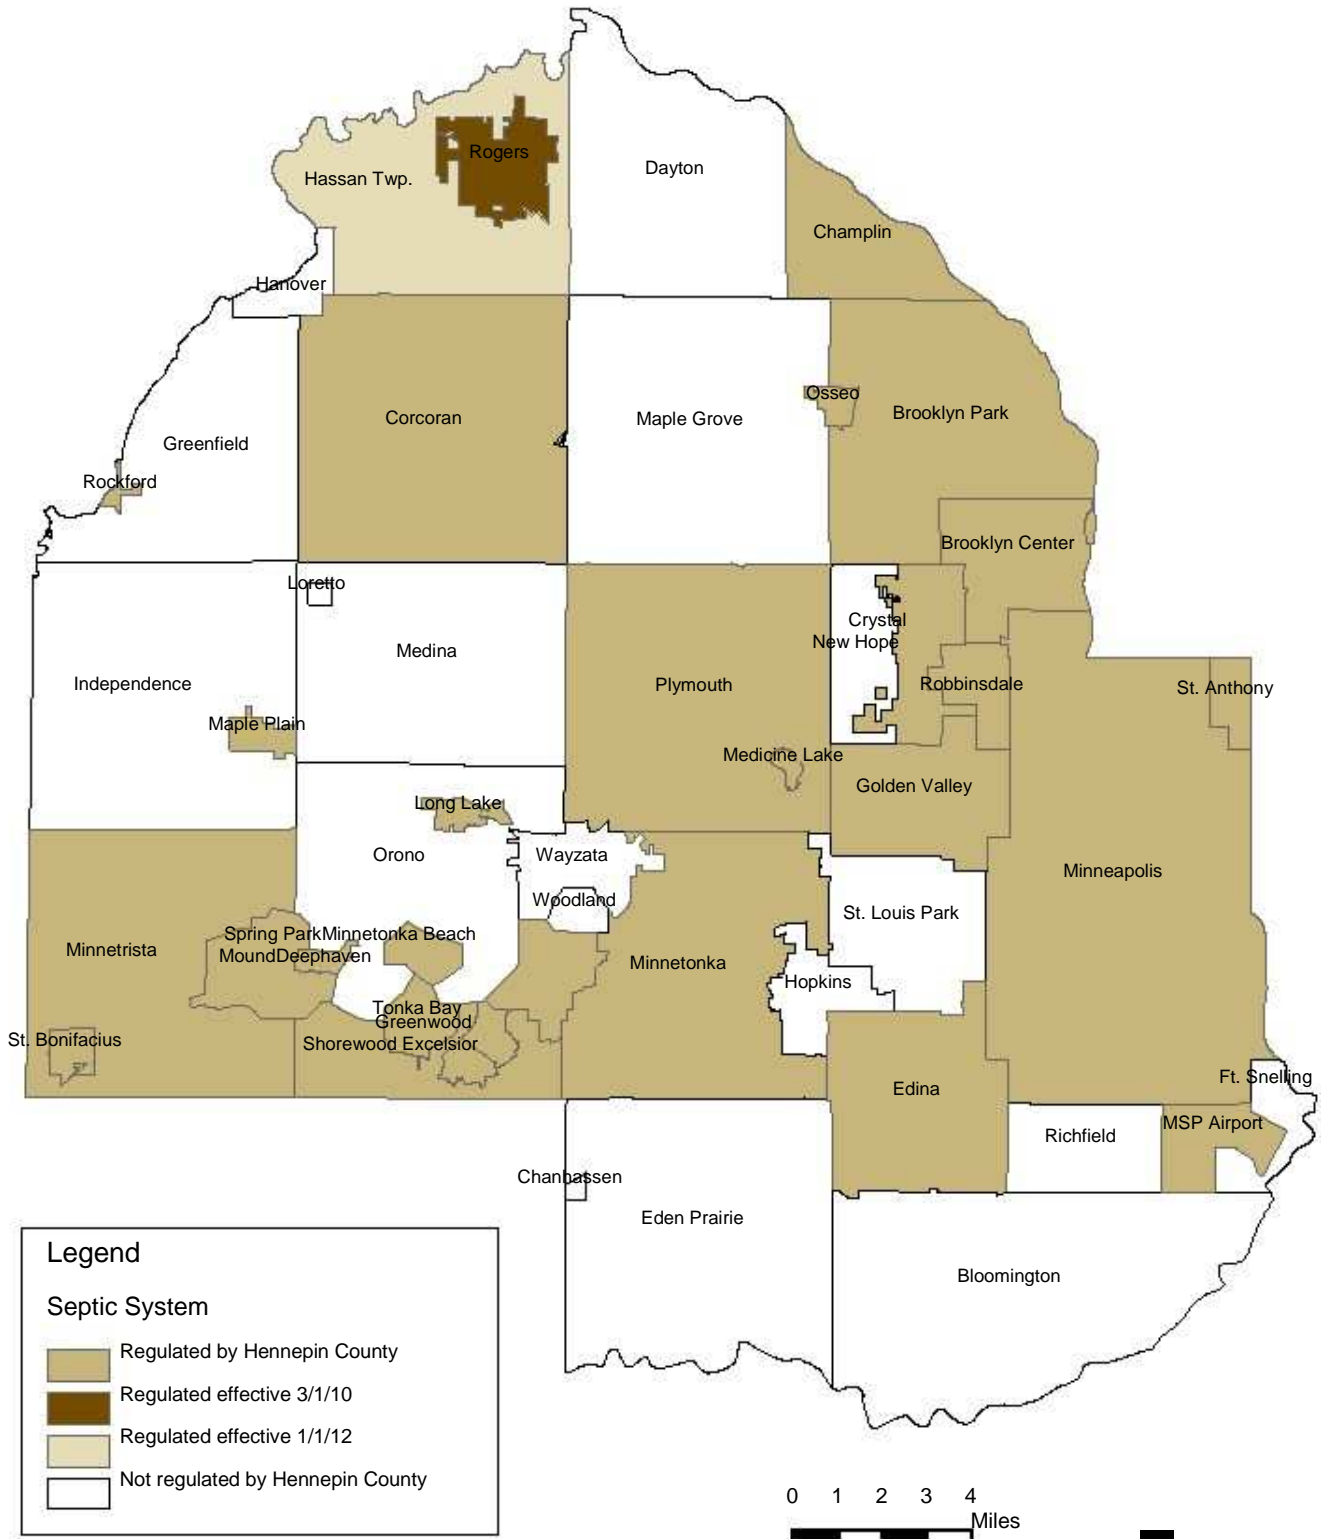 Rogers
Hassan Twp.
Dayton
Champlin
Hanover
Osseo
Corcoran
Maple Grove
Brooklyn Park
Greenfield
Rockford
Brooklyn Center
Loretto
Crystal
New Hope
Medina
Independence
Plymouth
Robbinsdale
St. Anthony
Maple Plain
Medicine Lake
Golden Valley
Long Lake
Orono
Wayzata
Minneapolis
Woodland
St. Louis Park
Spring Park
Minnetonka Beach
Minnetrista
Mound
Deephaven
Minnetonka
Hopkins
Tonka Bay
Greenwood
St. Bonifacius
Shorewood
Excelsior
Ft. Snelling
Edina
MSP Airport
Richfield
Chanhassen
Eden Prairie
Bloomington
Legend
Septic System
Regulated by Hennepin County
Regulated effective 3/1/10
Regulated effective 1/1/12
Not regulated by Hennepin County
0 1 2 3 4
Miles